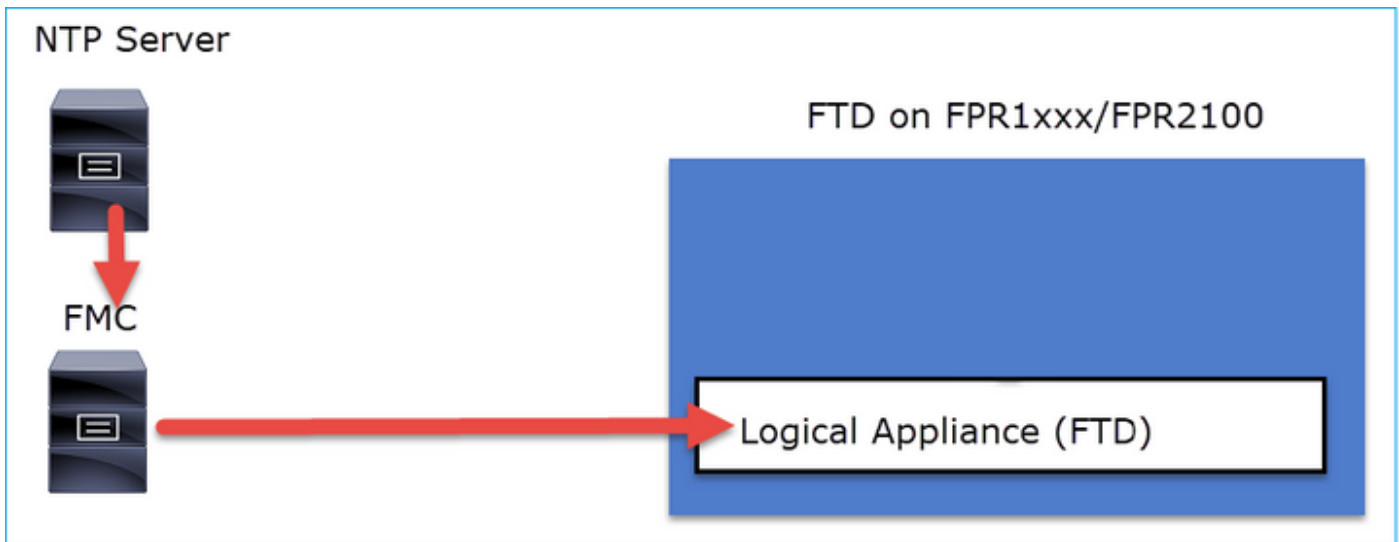 NTP Server
FTD on FPR1xxx/FPR2100
FMC
Logical Appliance (FTD)